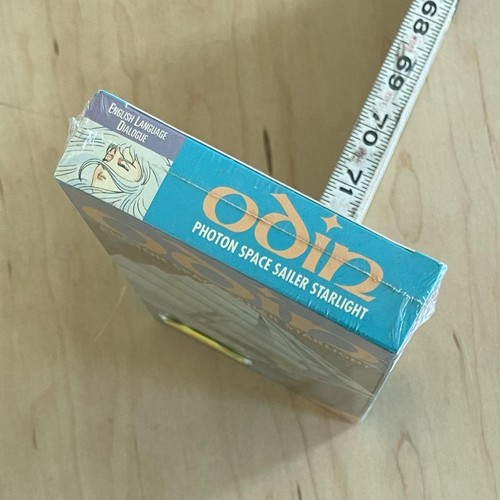 ENGLISH LANGUAGE
DIALOGUE
odin
PHOTON SPACE SAILER STARLIGHT
68
69
70
71